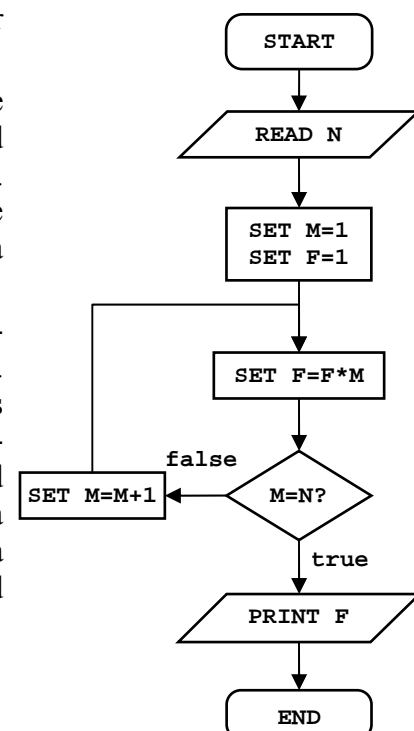 START
READ N
SET M=1
SET F=1
SET F=F*M
false
SET M=M+1
M=N?
true
PRINT F
END